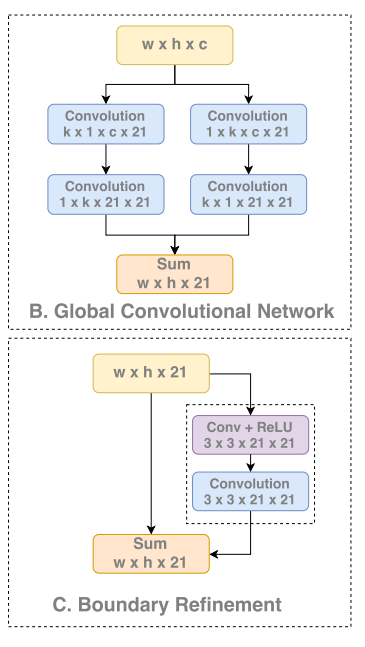 w x h x c
Convolution
k x 1 x c x 21
Convolution
1 x k x c x 21
Convolution
1 x k x 21 x 21
Convolution
k x 1 x 21 x 21
Sum
w x h x 21
B. Global Convolutional Network
w x h x 21
Conv + ReLU
3 x 3 x 21 x 21
Convolution
3 x 3 x 21 x 21
Sum
w x h x 21
C. Boundary Refinement